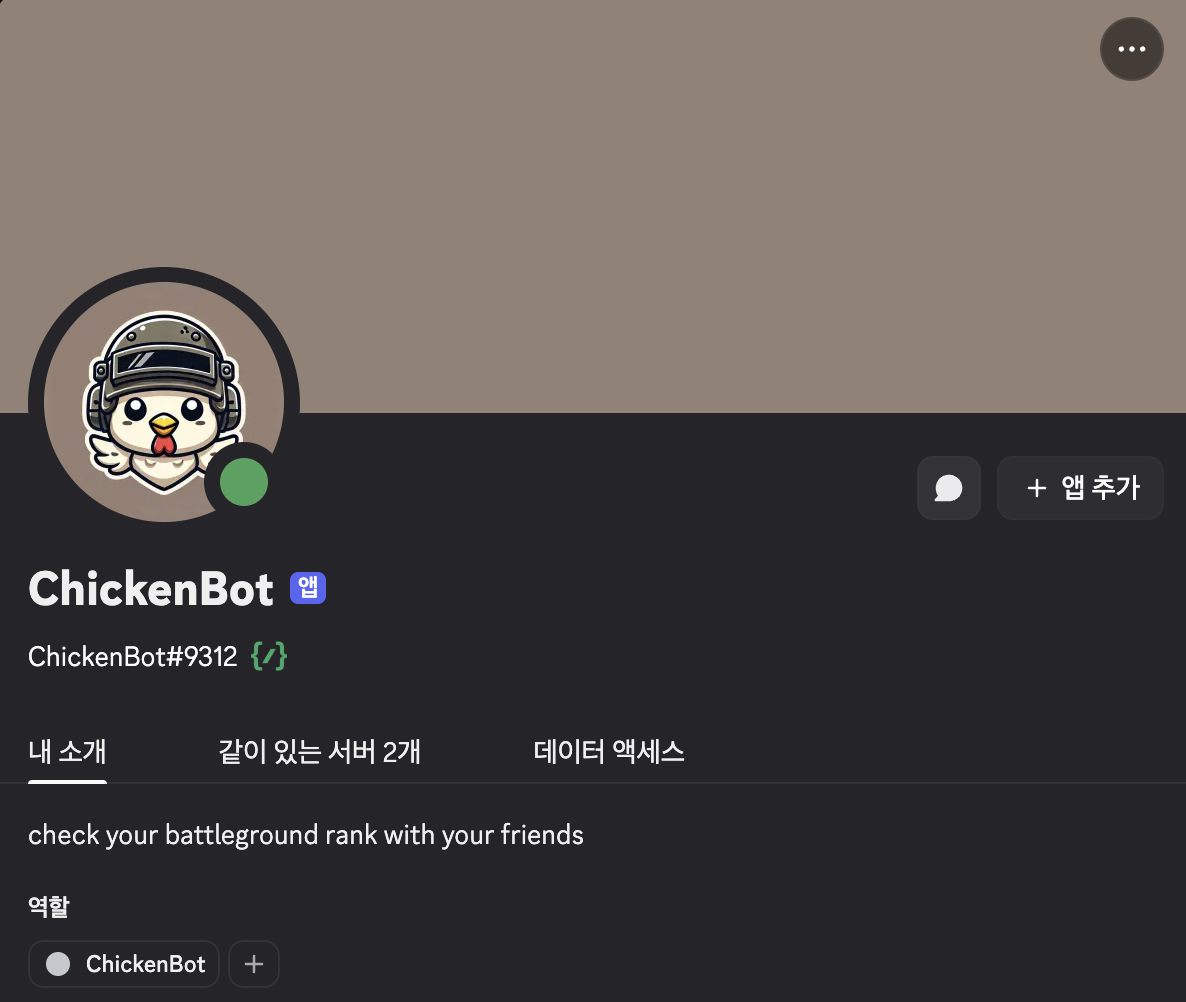 + 앱 추가
ChickenBot 앱
ChickenBot#9312 {/}
내 소개 같이 있는 서버 2개 데이터 액세스
check your battleground rank with your friends
역할
ChickenBot +